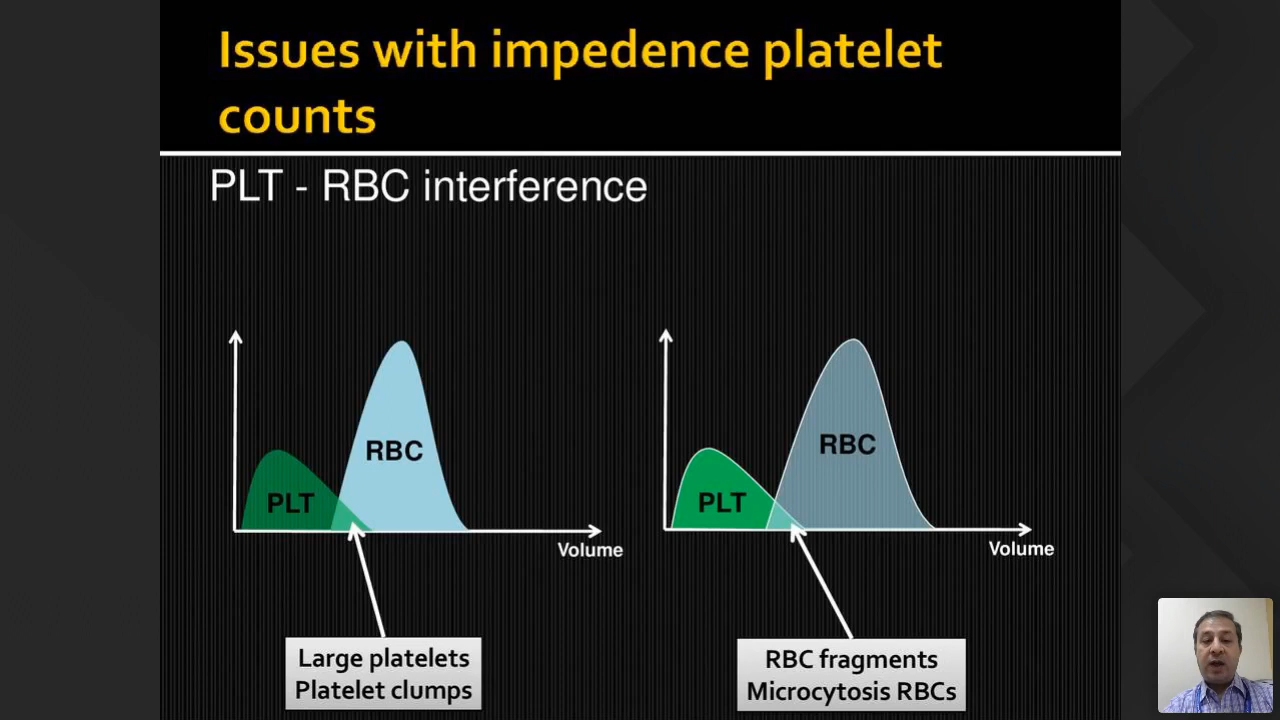 Issues with impedence platelet
counts
PLT - RBC interference
RBC
PLT
Volume
Large platelets
Platelet clumps
RBC
PLT
Volume
RBC fragments
Microcytosis RBCs